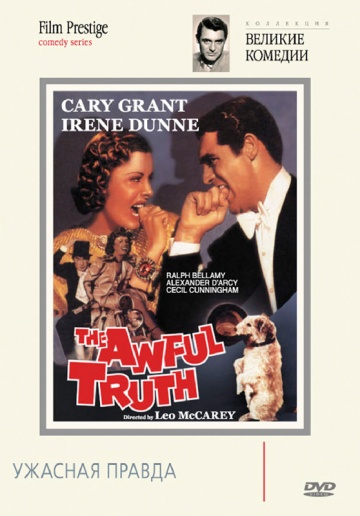 Film Prestige
comedy series
КОЛЛЕКЦИЯ
ВЕЛИКИЕ
КОМЕДИИ
CARY GRANT
IRENE DUNNE
RALPH BELLAMY
ALEXANDER D'ARCY
CECIL CUNNINGHAM
THE AWFUL
TRUTH
Directed by LEO McCAREY
УЖАСНАЯ ПРАВДА
DVD
VIDEO